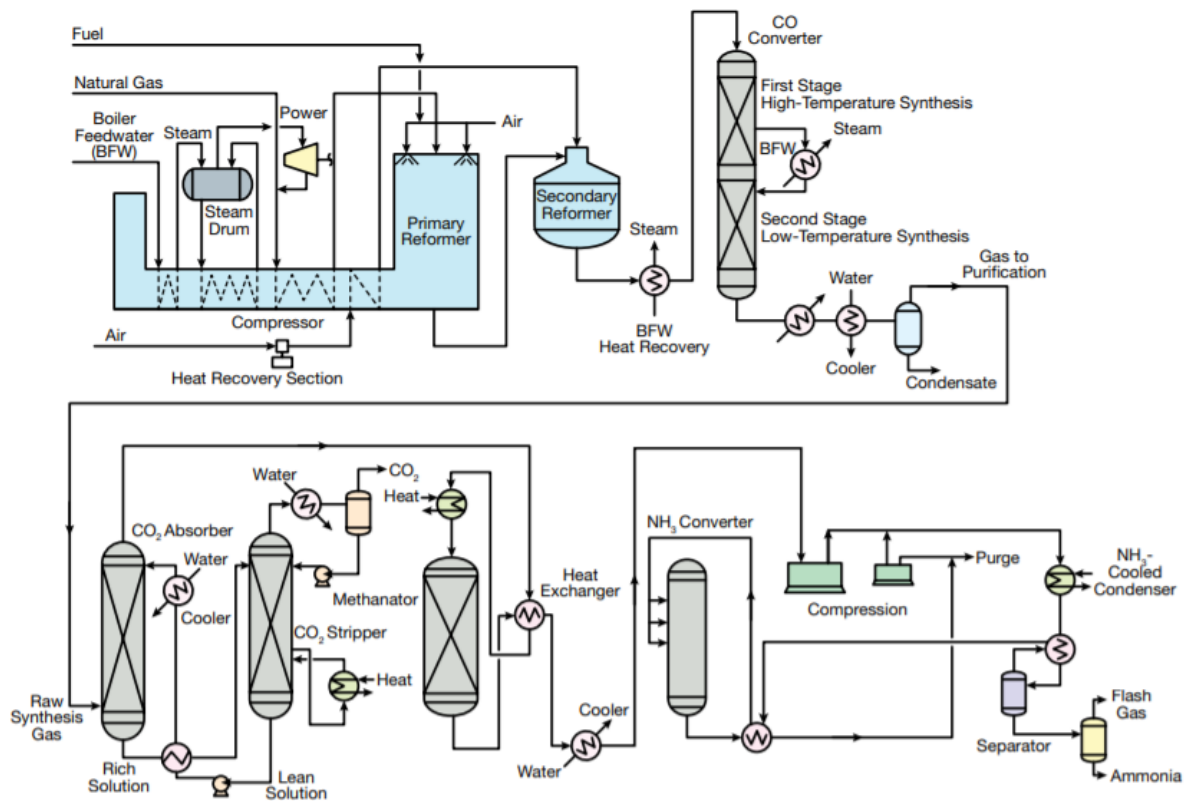 Fuel
CO
Converter
Natural Gas
First Stage
High-Temperature Synthesis
Boiler
Feedwater
(BFW)
Steam
Power
Air
BFW
Steam
Steam
Drum
Primary
Reformer
Secondary
Reformer
Second Stage
Low-Temperature Synthesis
Steam
Gas to
Purification
Water
Compressor
Air
BFW
Heat Recovery
Cooler
Condensate
Heat Recovery Section
Water
CO2
Heat
CO2 Absorber
NH3 Converter
Water
Purge
NH3-
Cooled
Condenser
Heat
Exchanger
Methanator
Compression
Cooler
CO2 Stripper
Heat
Raw
Synthesis
Gas
Cooler
Flash
Gas
Separator
Rich
Solution
Lean
Solution
Water
Ammonia